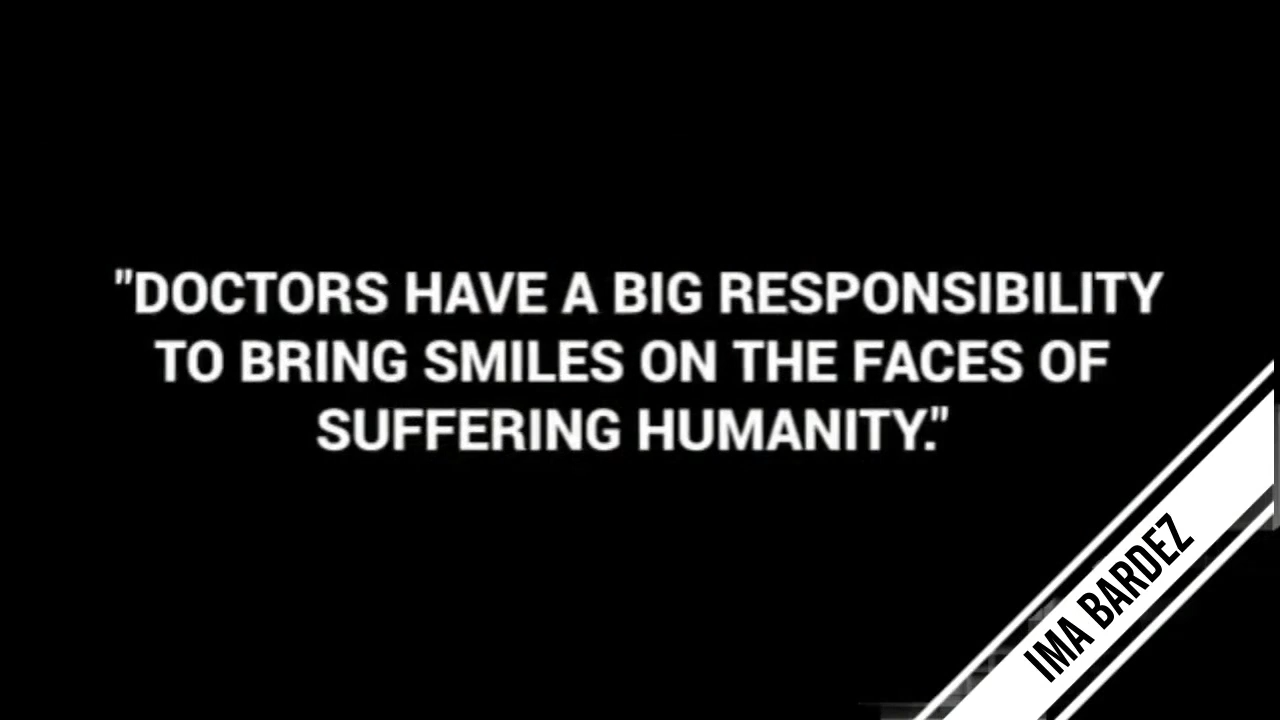 "DOCTORS HAVE A BIG RESPONSIBILITY
TO BRING SMILES ON THE FACES OF
SUFFERING HUMANITY."
IMA BARDEZ